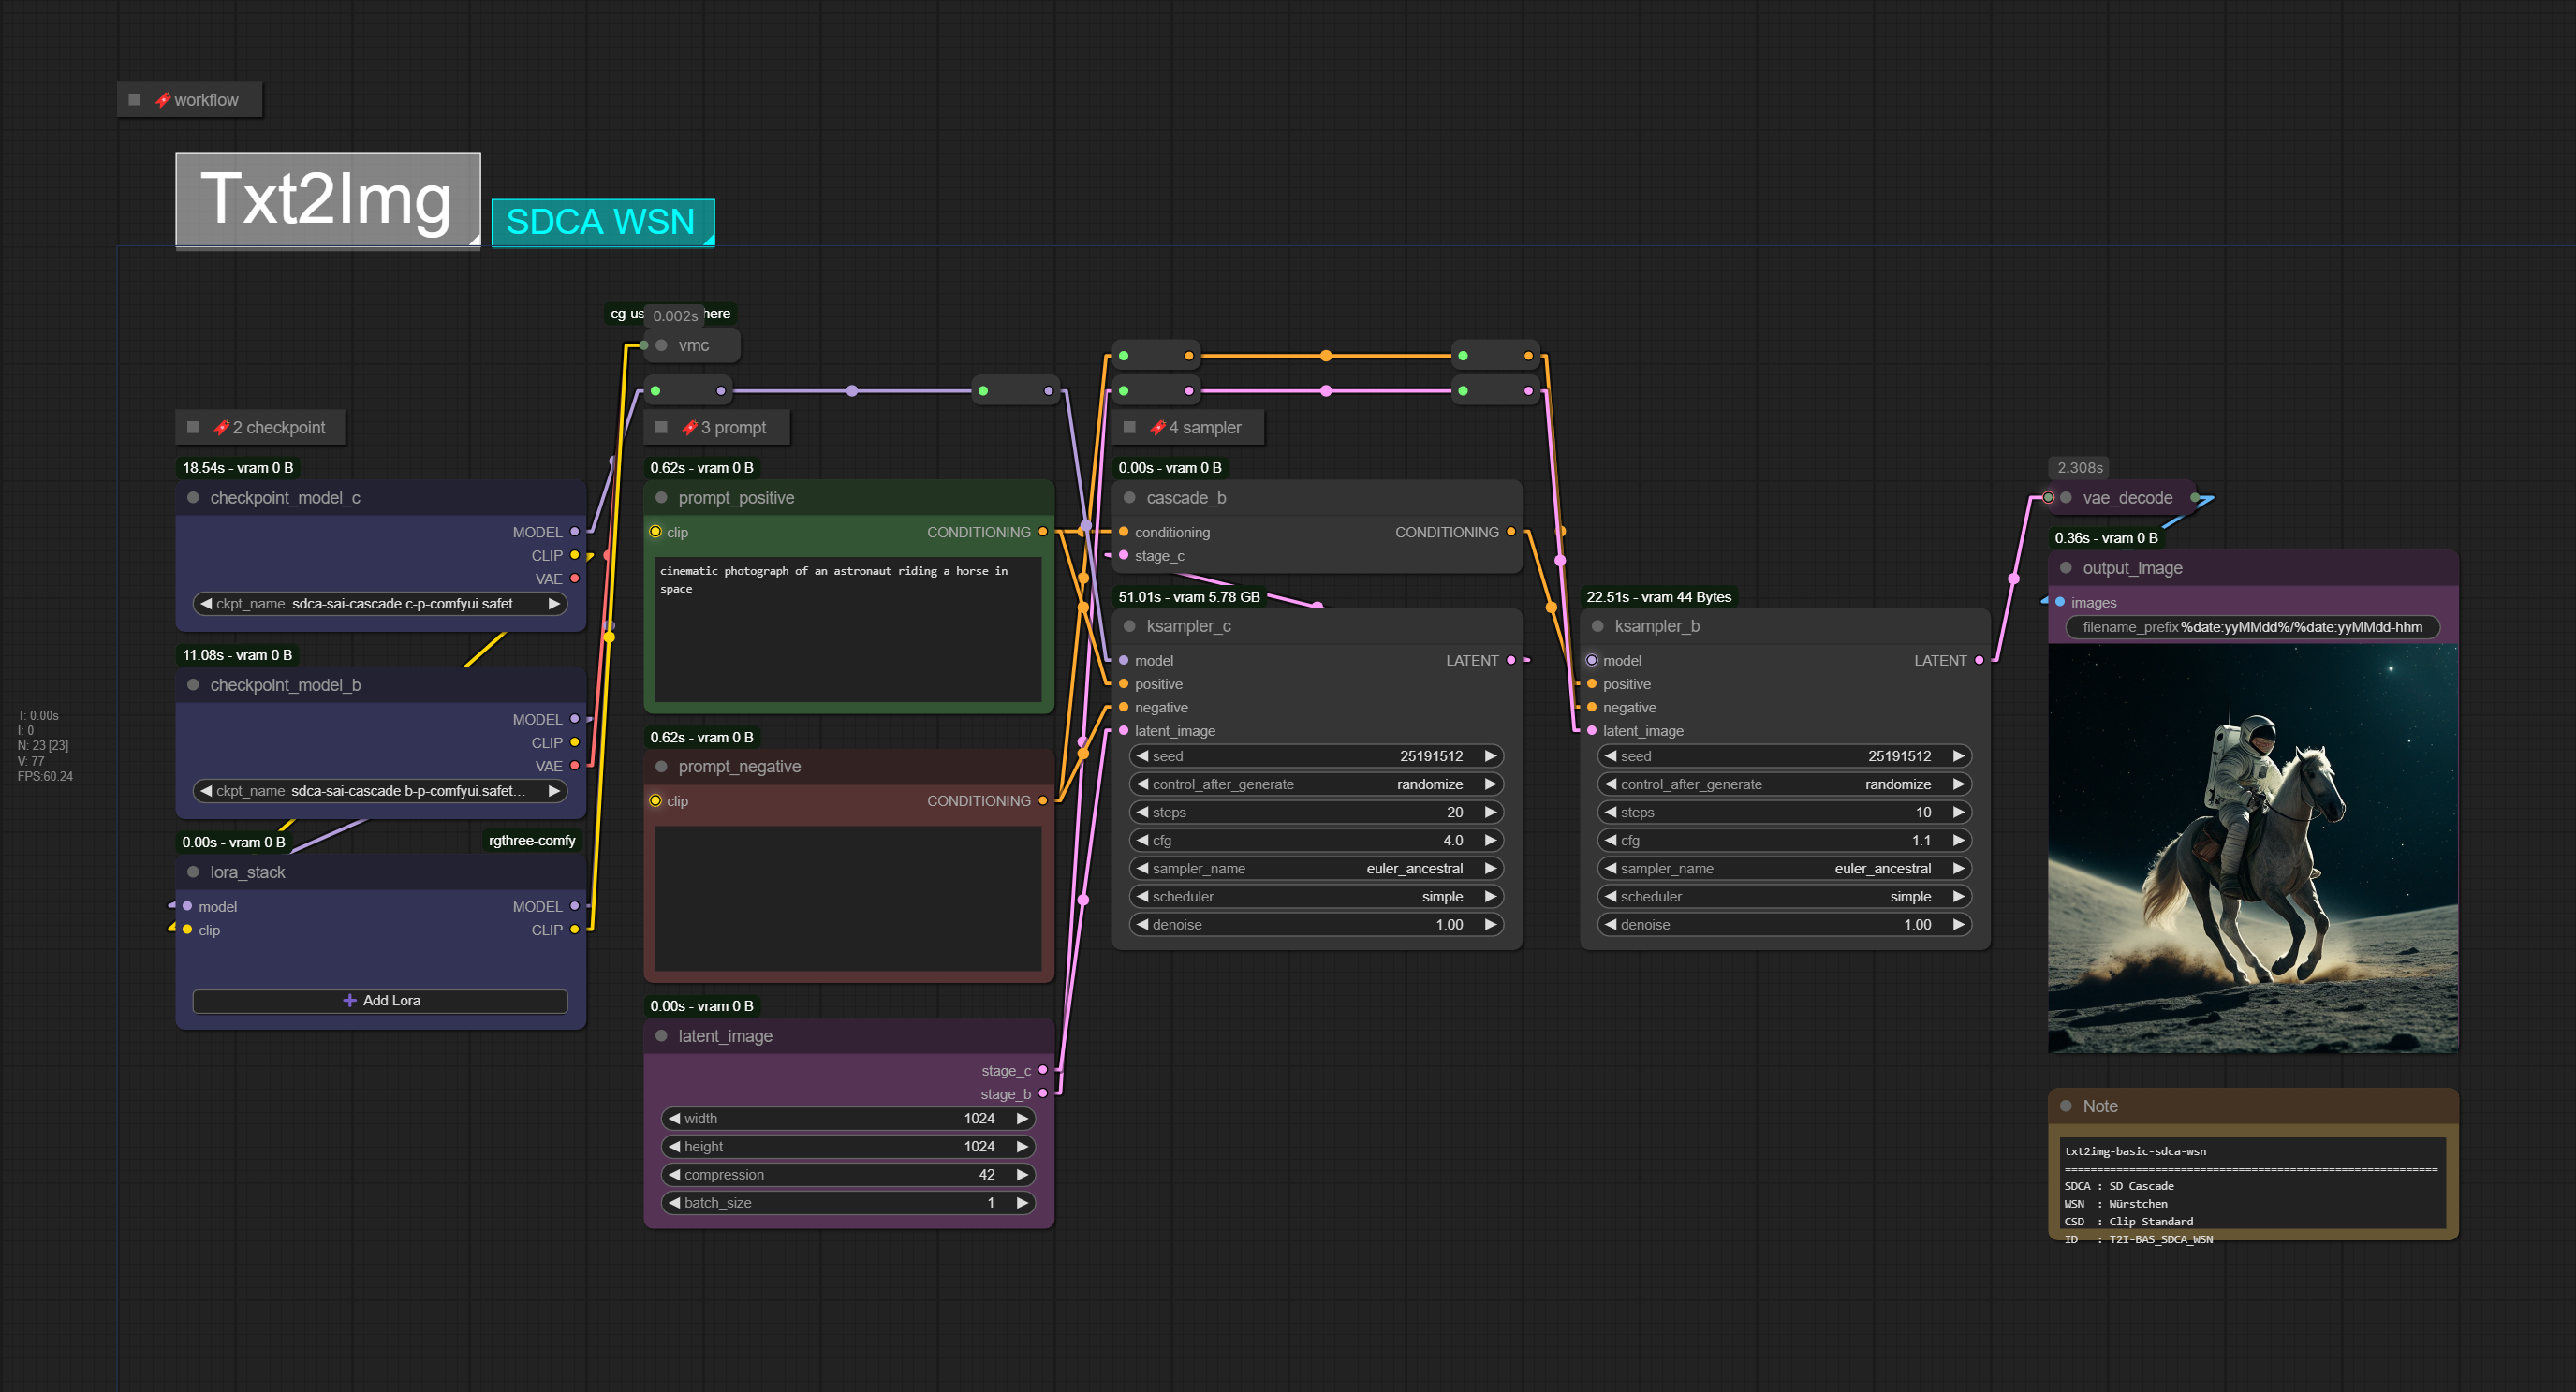 workflow
Txt2Img
SDCA WSN
cg-us 0.002s here
vmc
2 checkpoint
18.54s - vram 0 B
checkpoint_model_c
MODEL
CLIP
VAE
ckpt_name sdca-sai-cascade c-p-comfyui.safet...
11.08s - vram 0 B
checkpoint_model_b
MODEL
CLIP
VAE
ckpt_name sdca-sai-cascade b-p-comfyui.safet...
0.00s - vram 0 B
rgthree-comfy
lora_stack
model MODEL
clip CLIP
Add Lora
T: 0.00s
I: 0
N: 23 [23]
V: 77
FPS:60.24
3 prompt
0.62s - vram 0 B
prompt_positive
clip CONDITIONING
cinematic photograph of an astronaut riding a horse in
space
0.62s - vram 0 B
prompt_negative
clip CONDITIONING
0.00s - vram 0 B
latent_image
stage_c
stage_b
width 1024
height 1024
compression 42
batch_size 1
4 sampler
0.00s - vram 0 B
cascade_b
conditioning CONDITIONING
stage_c
51.01s - vram 5.78 GB
ksampler_c
model LATENT
positive
negative
latent_image
seed 25191512
control_after_generate randomize
steps 20
cfg 4.0
sampler_name euler_ancestral
scheduler simple
denoise 1.00
22.51s - vram 44 Bytes
ksampler_b
model LATENT
positive
negative
latent_image
seed 25191512
control_after_generate randomize
steps 10
cfg 1.1
sampler_name euler_ancestral
scheduler simple
denoise 1.00
2.308s
vae_decode
0.36s - vram 0 B
output_image
images
filename_prefix %date:yyMMdd%/%date:yyMMdd-hhm
Note
txt2img-basic-sdca-wsn
==========================================================
SDCA : SD Cascade
WSN : Würstchen
CSD : Clip Standard
ID : T2I-BAS_SDCA_WSN